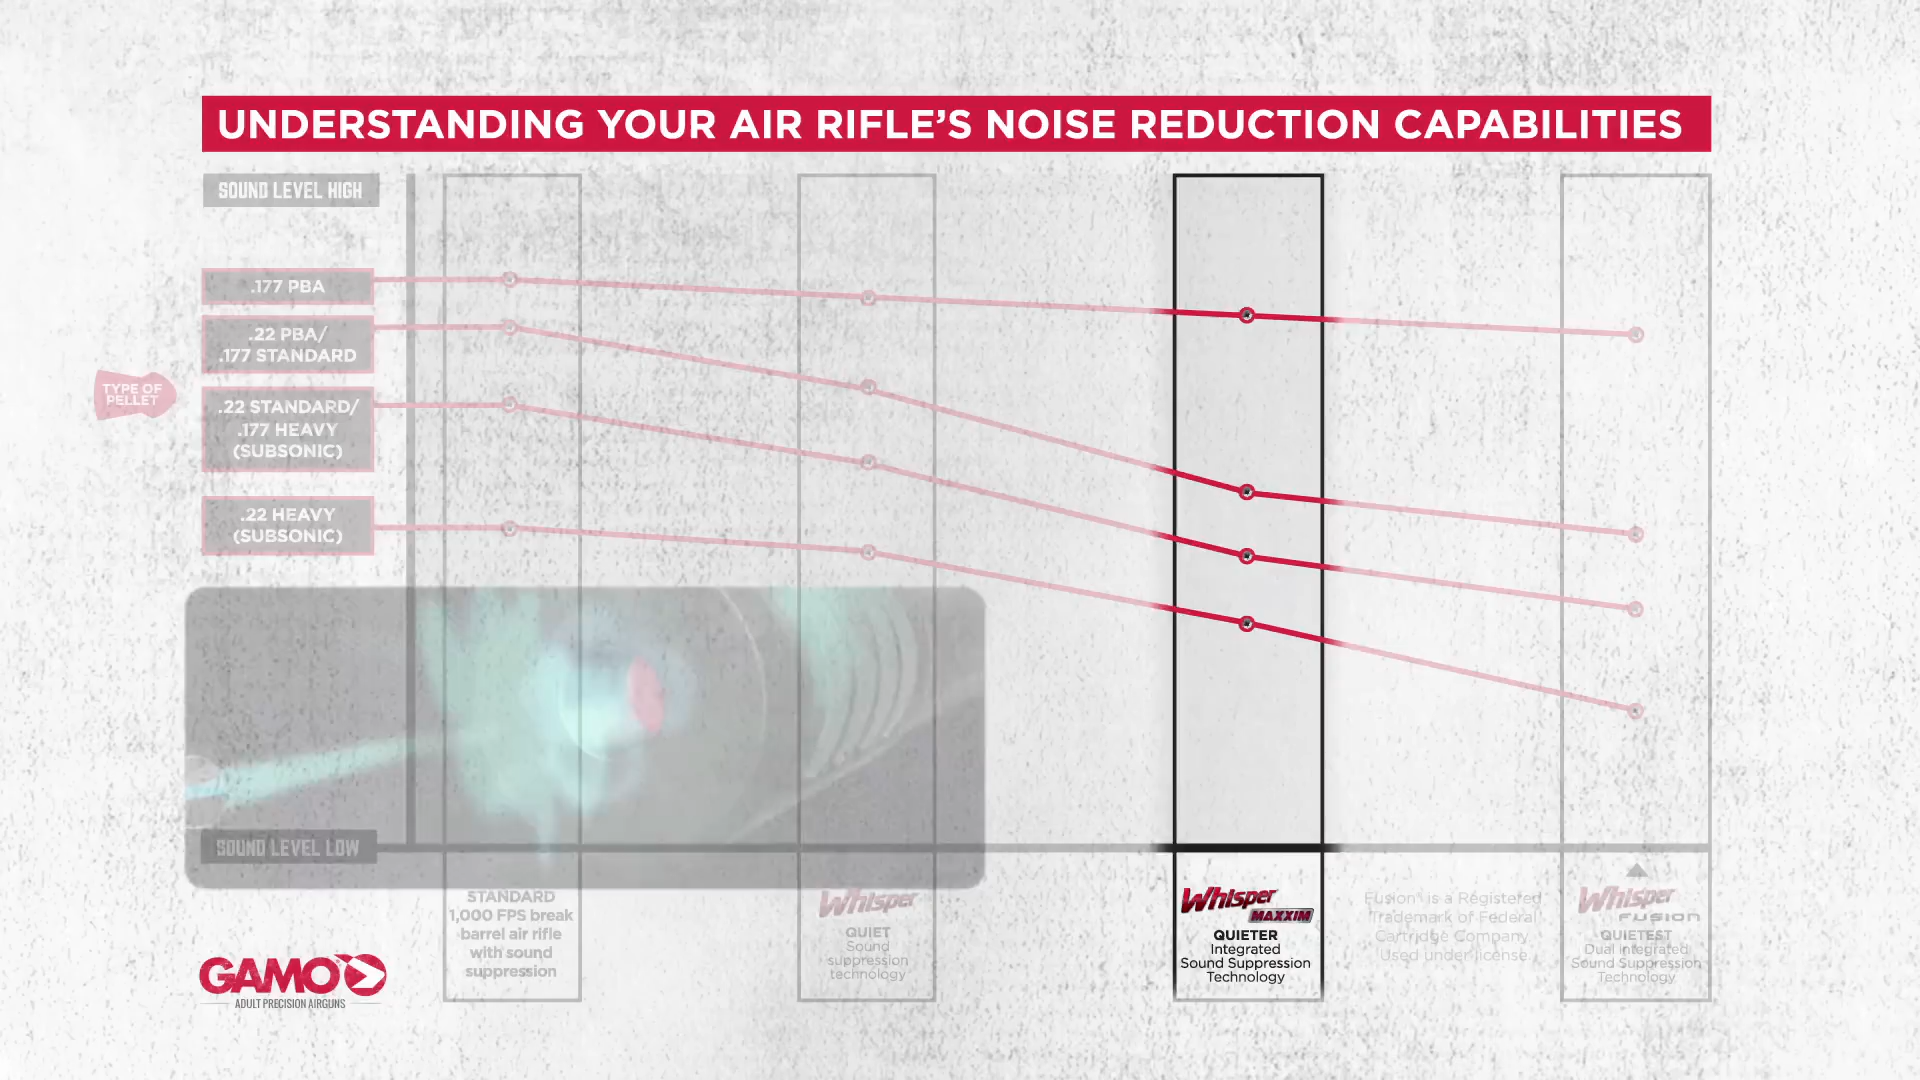 UNDERSTANDING YOUR AIR RIFLE'S NOISE REDUCTION CAPABILITIES
SOUND LEVEL HIGH
.177 PBA
.22 PBA/
.177 STANDARD
TYPE OF
PELLET
.22 STANDARD/
.177 HEAVY
(SUBSONIC)
.22 HEAVY
(SUBSONIC)
SOUND LEVEL LOW
STANDARD
1,000 FPS break
barrel air rifle
with sound
suppression
Whisper
QUIET
Sound
suppression
technology
Whisper
MAXXIM
QUIETER
Integrated
Sound Suppression
Technology
Fusion® is a Registered
Trademark of Federal
Cartridge Company
Used under license.
Whisper
FUSION
QUIETEST
Dual Integrated
Sound Suppression
Technology
GAMO
ADULT PRECISION AIRGUNS